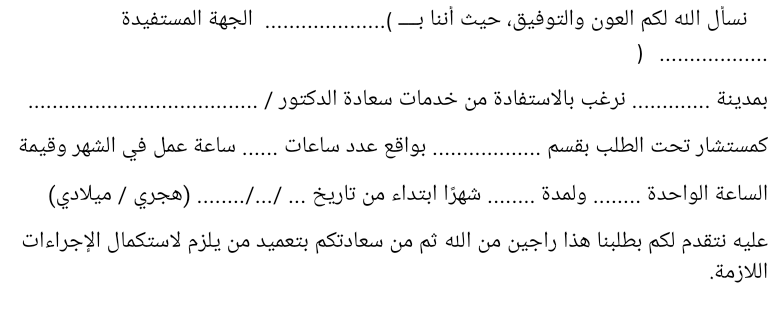 نسأل الله لكم العون والتوفيق، حيث أننا بـــ )..................... الجهة المستفيدة
.................. (
بمدينة ............. نرغب بالاستفادة من خدمات سعادة الدكتور / ......................................
كمستشار تحت الطلب بقسم .................. بواقع عدد ساعات ...... ساعة عمل في الشهر وقيمة
الساعة الواحدة ........ ولمدة ........ شهرًا ابتداء من تاريخ ... /.../........ (هجري / ميلادي)
عليه نتقدم لكم بطلبنا هذا راجين من الله ثم من سعادتكم بتعميد من يلزم لاستكمال الإجراءات
اللازمة.